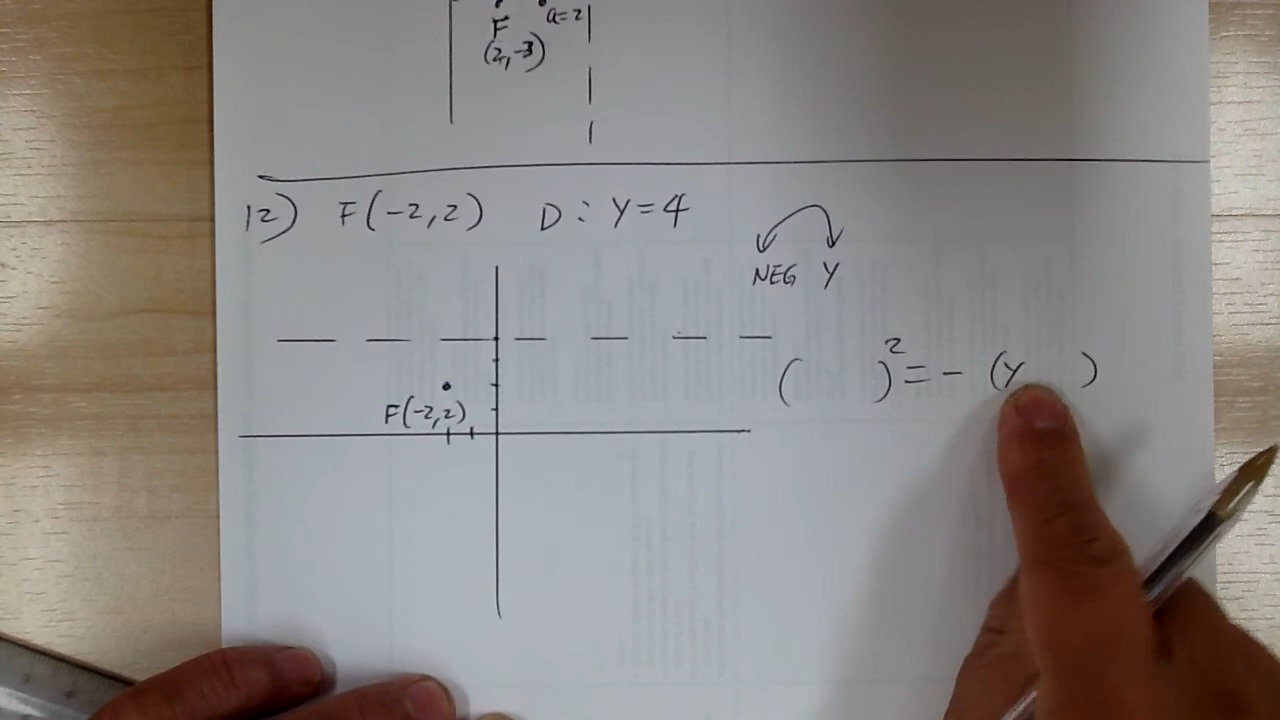 F a=2
(2,-3)
12) F(-2,2) D: Y=4
NEG Y
F(-2,2)
( )² = - (y )